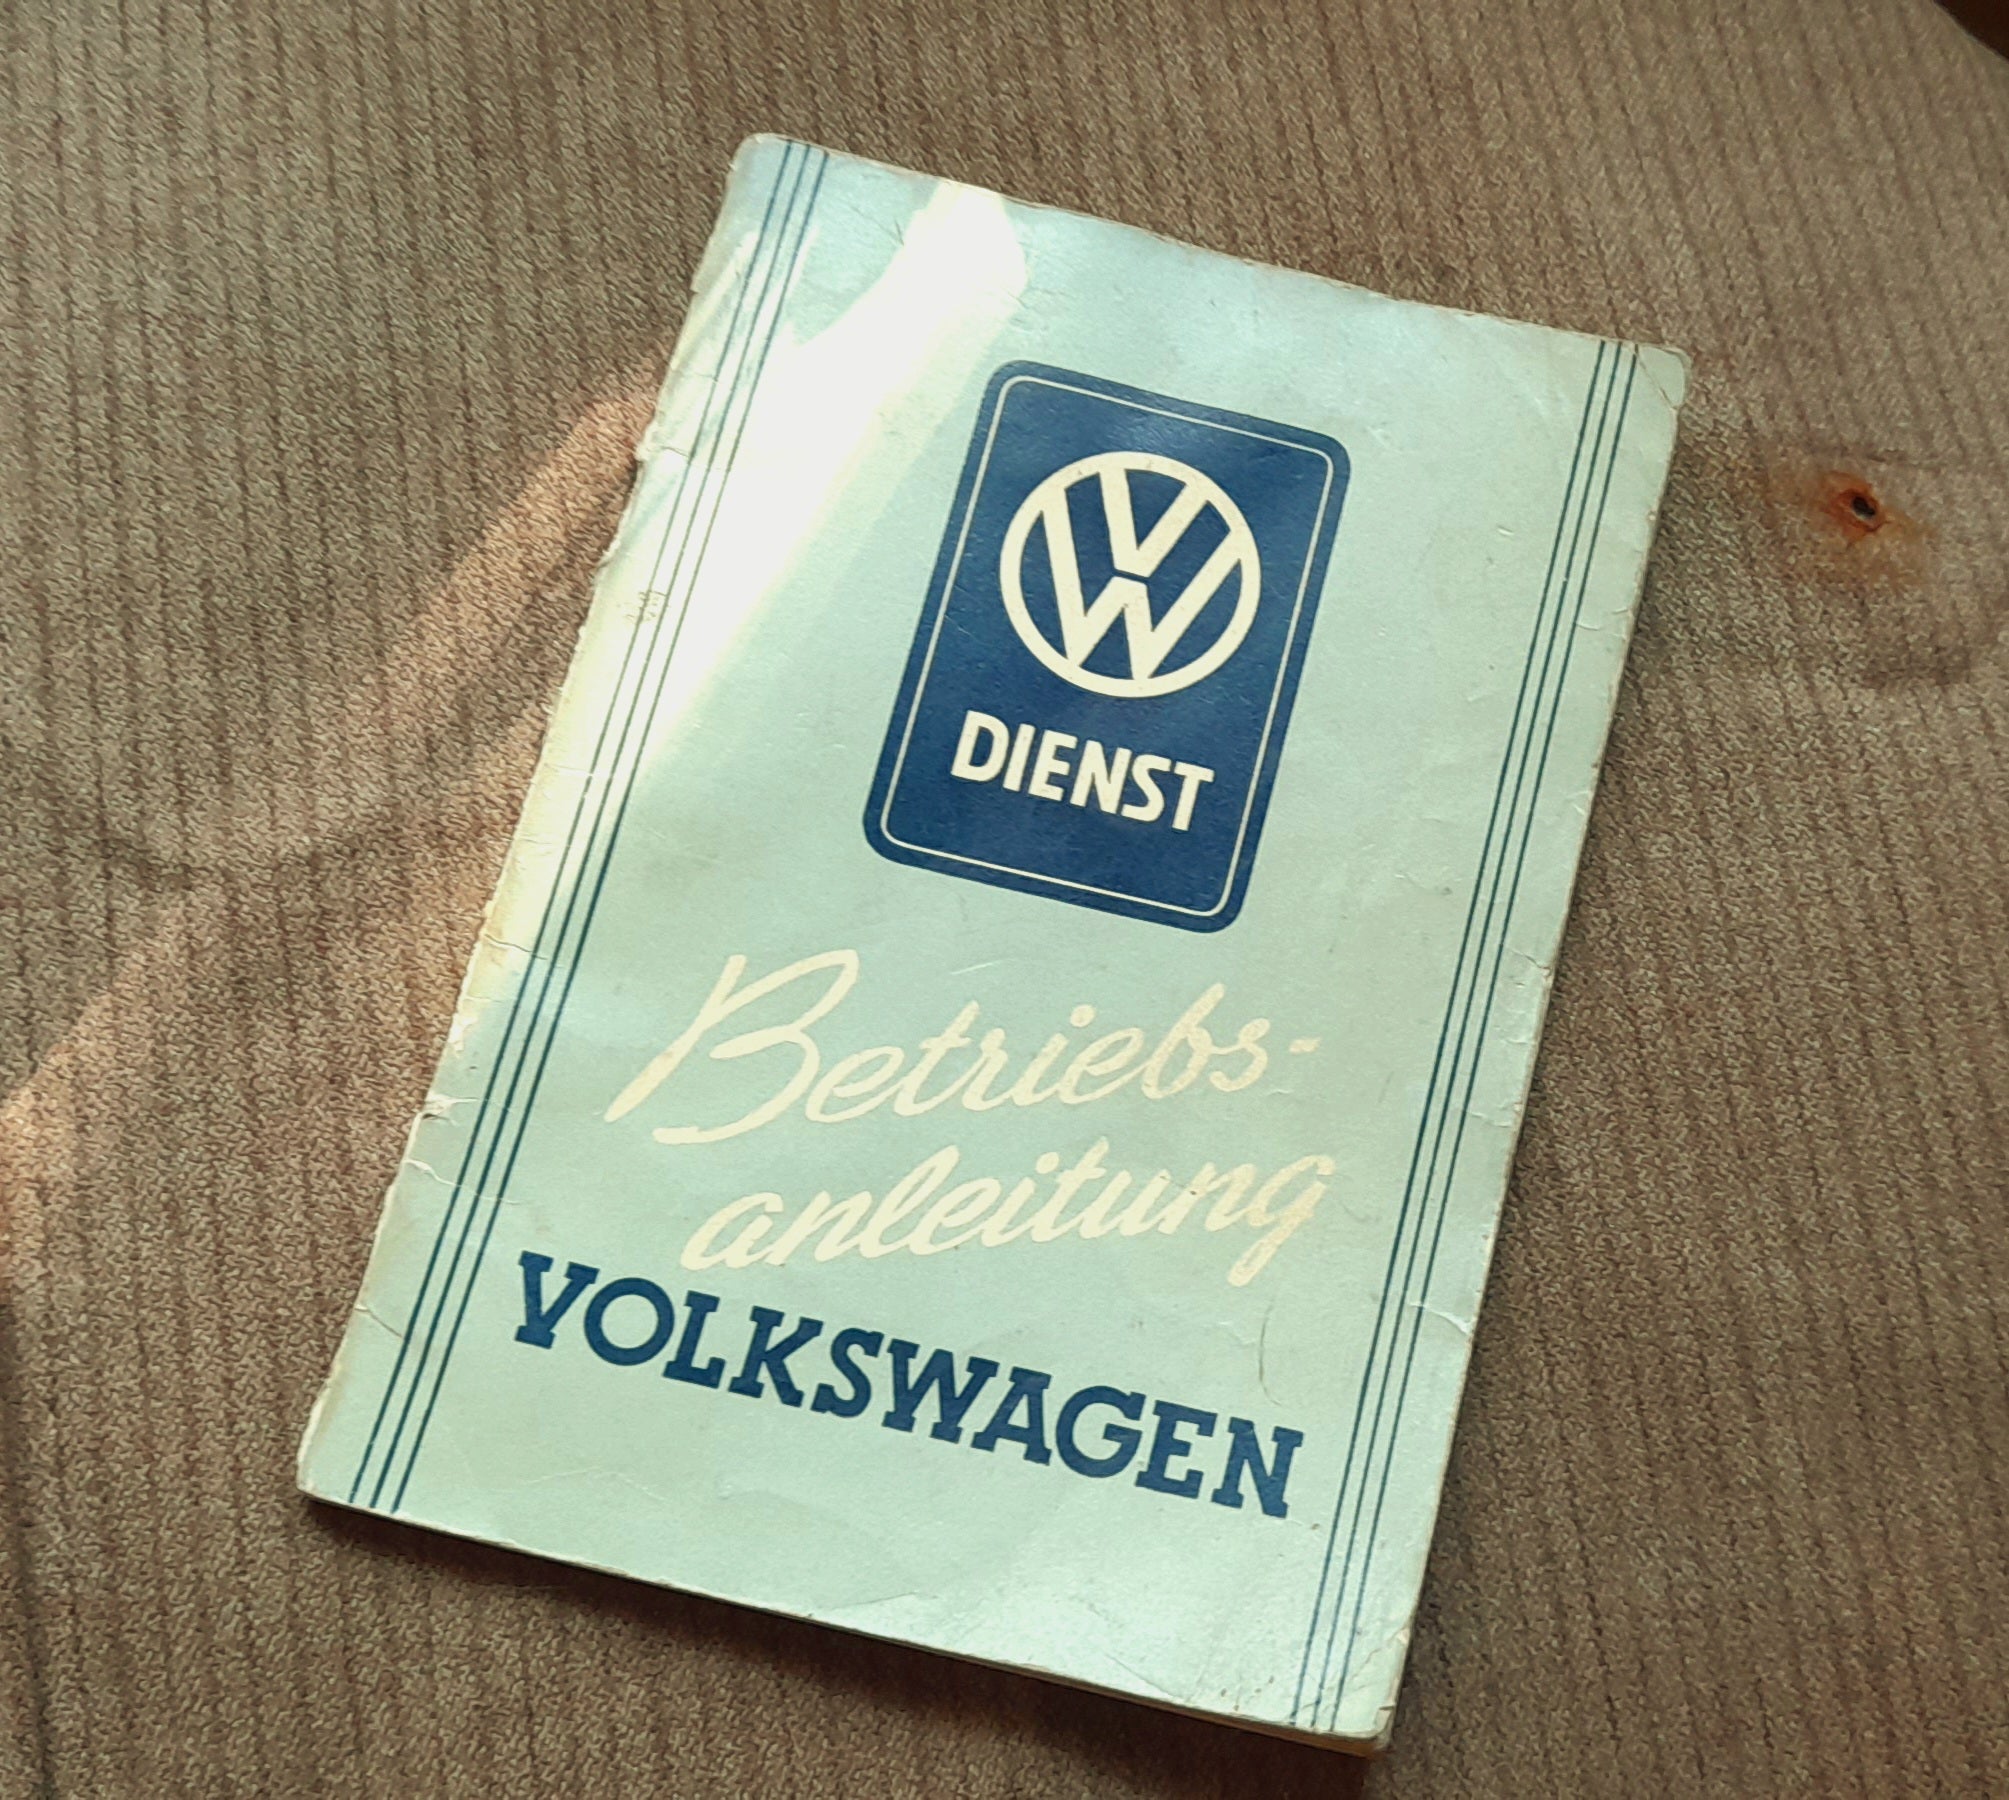 VW
DIENST
Betriebs-
anleitung
VOLKSWAGEN